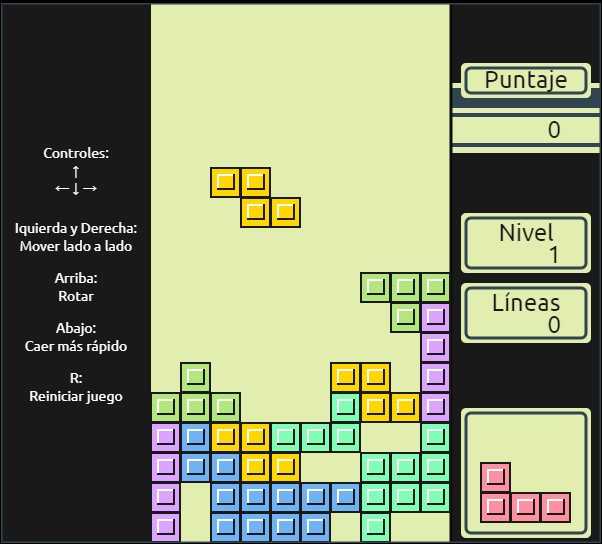 Controles:
↑
←↓→
Iquierda y Derecha:
Mover lado a lado
Arriba:
Rotar
Abajo:
Caer más rápido
R:
Reiniciar juego
Puntaje
0
Nivel
1
Líneas
0